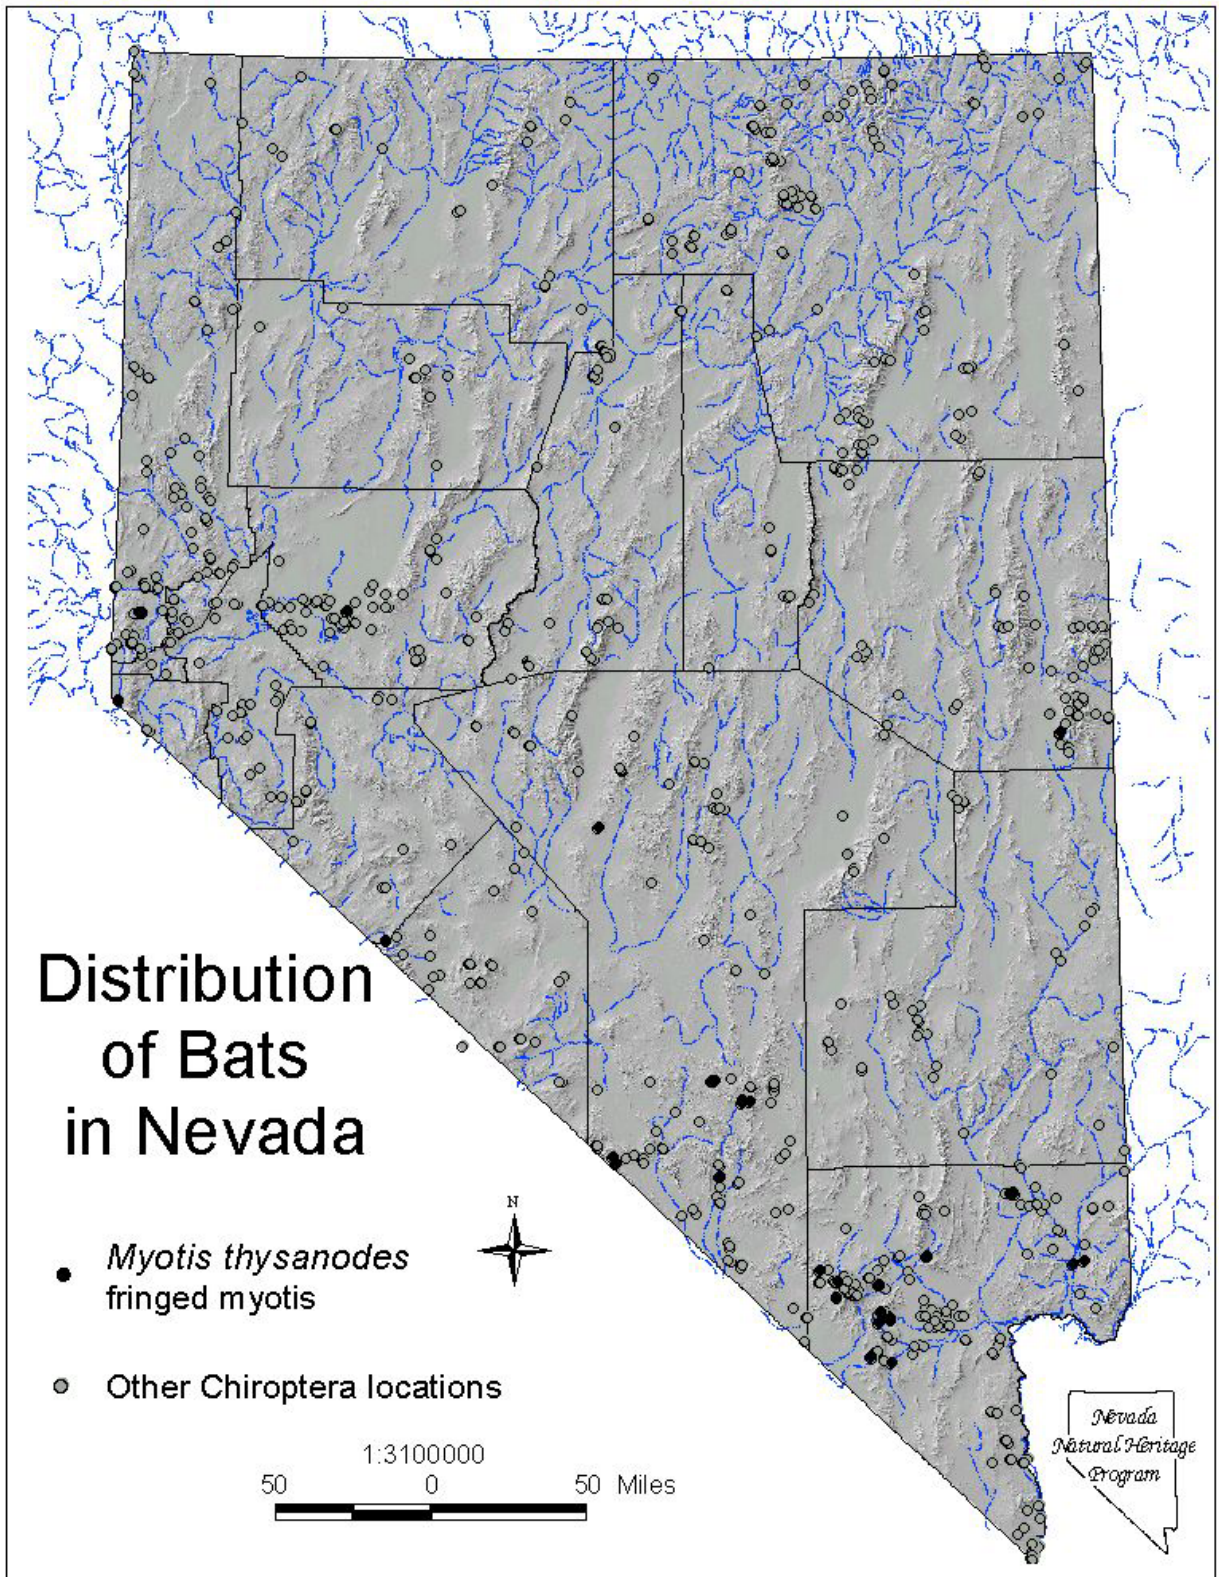 Distribution
of Bats
in Nevada
N
Myotis thysanodes
fringed myotis
Other Chiroptera locations
1:3100000
50 0 50 Miles
Nevada
Natural Heritage
Program